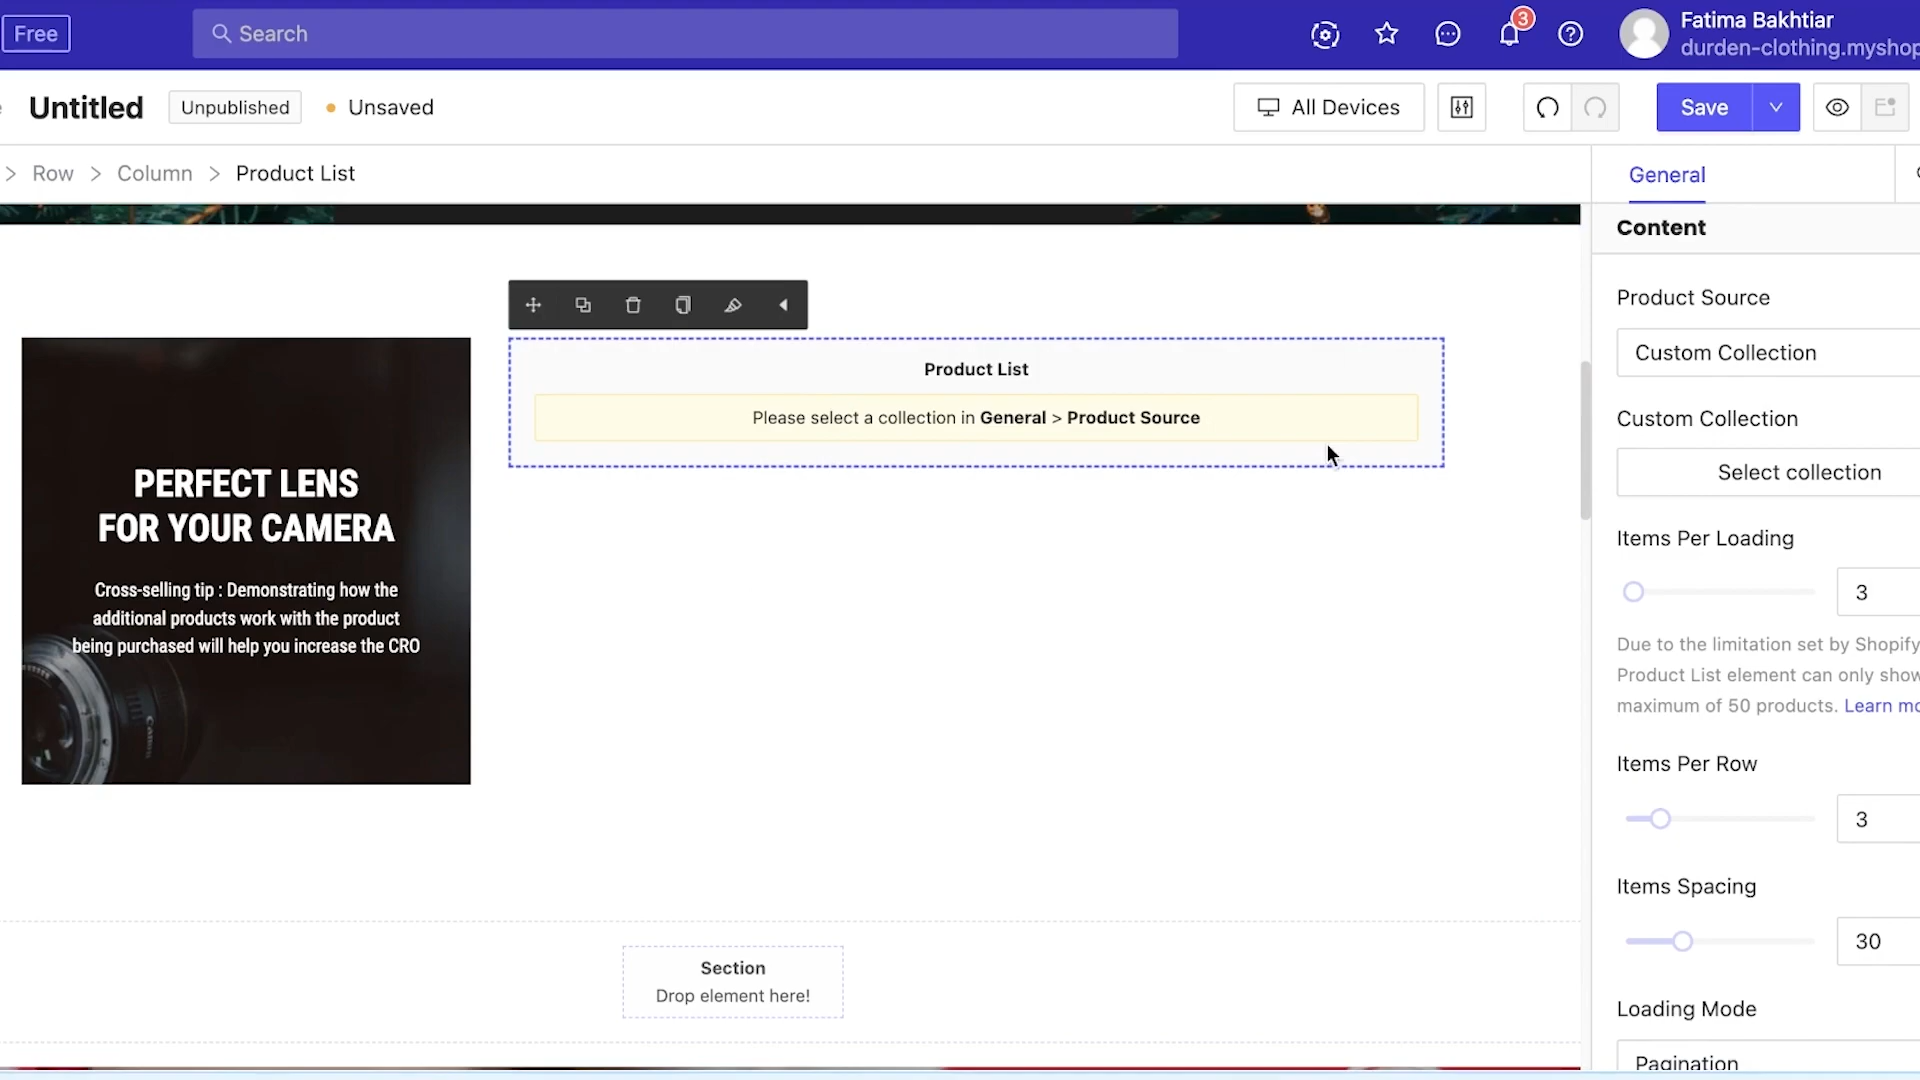 Free
Search
3
Fatima Bakhtiar
durden-clothing.myshop
Untitled
Unpublished
Unsaved
All Devices
Save
> Row > Column > Product List
General
Content
Product Source
Custom Collection
Custom Collection
Select collection
Items Per Loading
3
Due to the limitation set by Shopify
Product List element can only show
maximum of 50 products. Learn mo
Items Per Row
3
Items Spacing
30
Loading Mode
Pagination
Product List
Please select a collection in General > Product Source
PERFECT LENS
FOR YOUR CAMERA
Cross-selling tip : Demonstrating how the
additional products work with the product
being purchased will help you increase the CRO
Section
Drop element here!